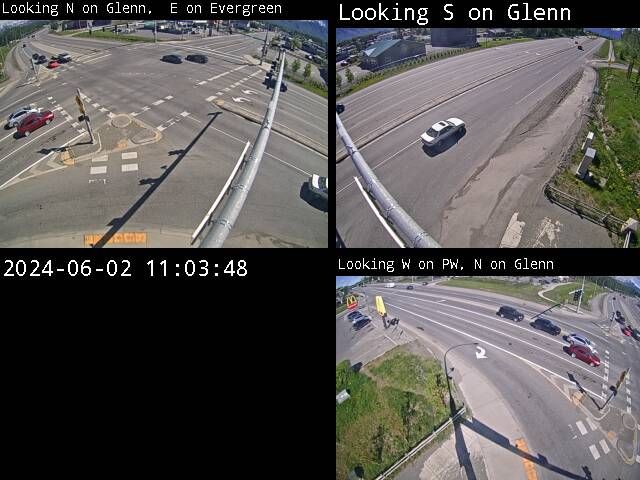 Looking N on Glenn,  E on Evergreen
Looking S on Glenn
2024-06-02 11:03:48
Looking W on PW, N on Glenn